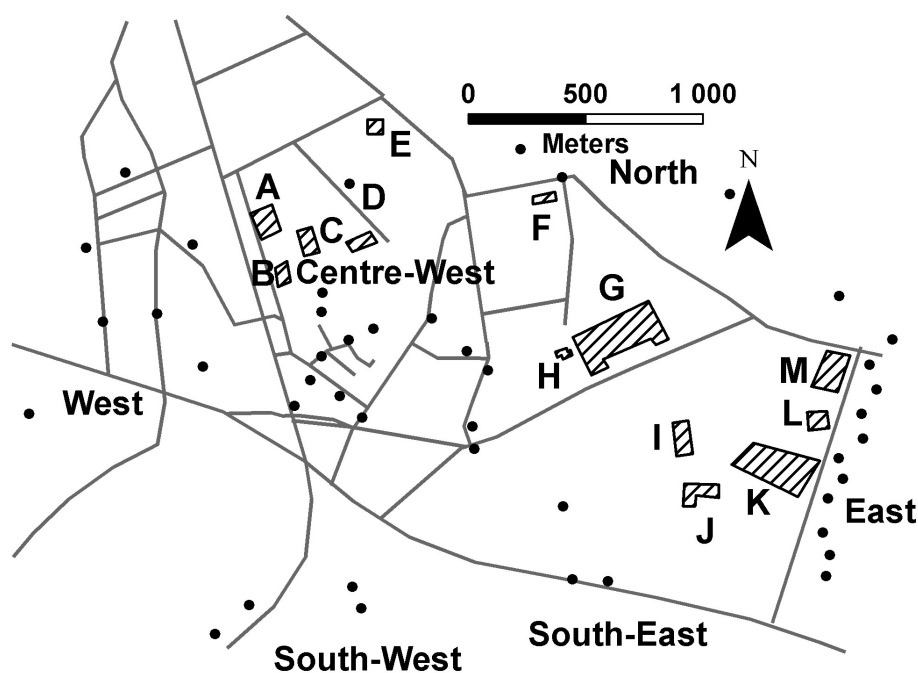 0 500 1 000
Meters
N
North
E
A
D
C
F
B
Centre-West
G
H
M
West
L
I
K
J
East
South-East
South-West